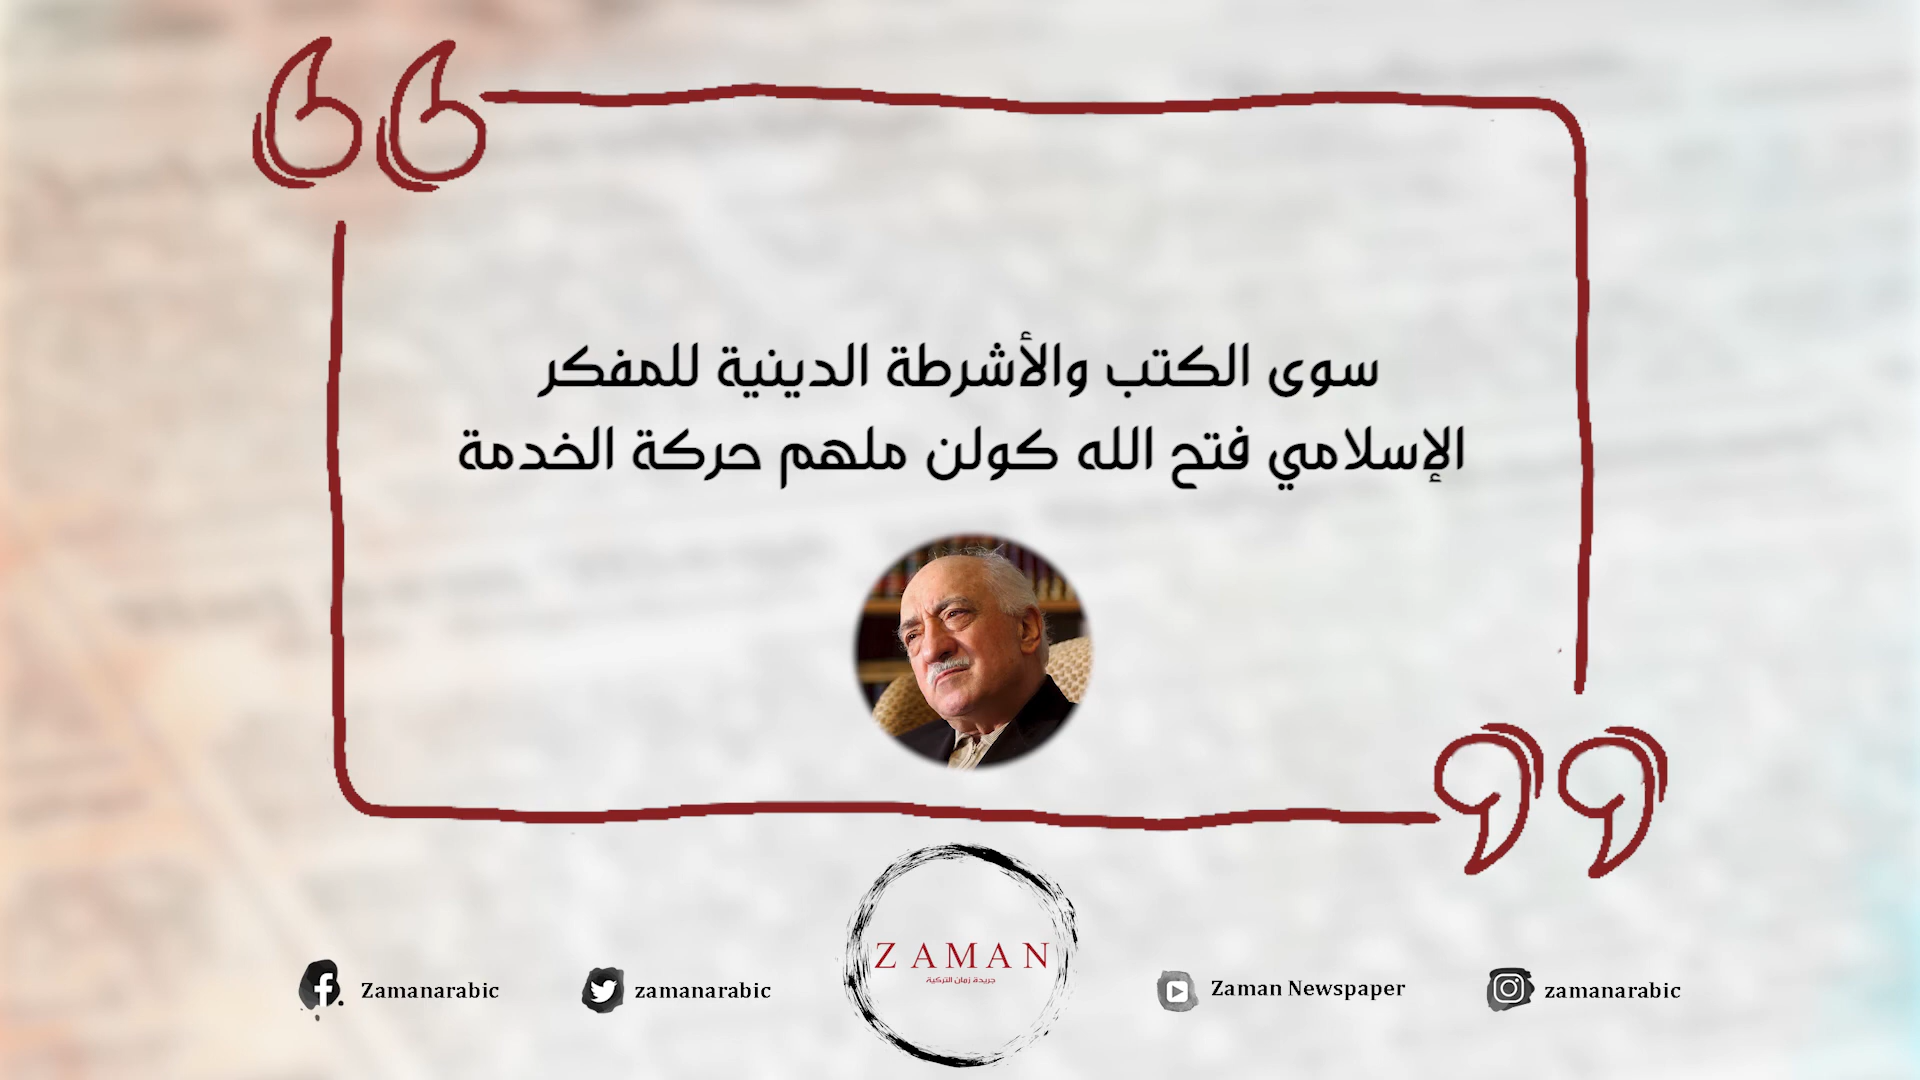 سوى الكتب والأشرطة الدينية للمفكر
الإسلامي فتح الله كولن ملهم حركة الخدمة
ZAMAN
جريدة زمان التركية
Zamanarabic
zamanarabic
Zaman Newspaper
zamanarabic